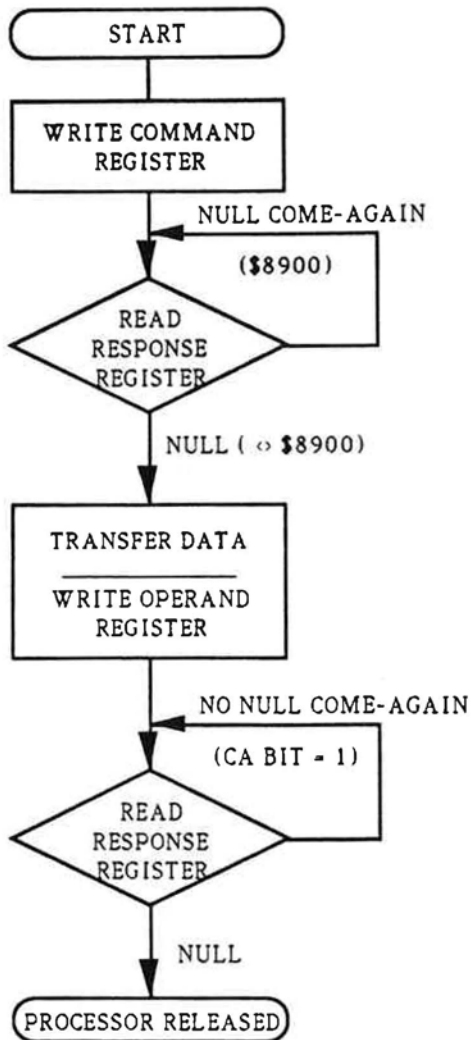 START
WRITE COMMAND
REGISTER
NULL COME-AGAIN
($8900)
READ
RESPONSE
REGISTER
NULL ( <> $8900)
TRANSFER DATA
WRITE OPERAND
REGISTER
NO NULL COME-AGAIN
(CA BIT = 1)
READ
RESPONSE
REGISTER
NULL
PROCESSOR RELEASED